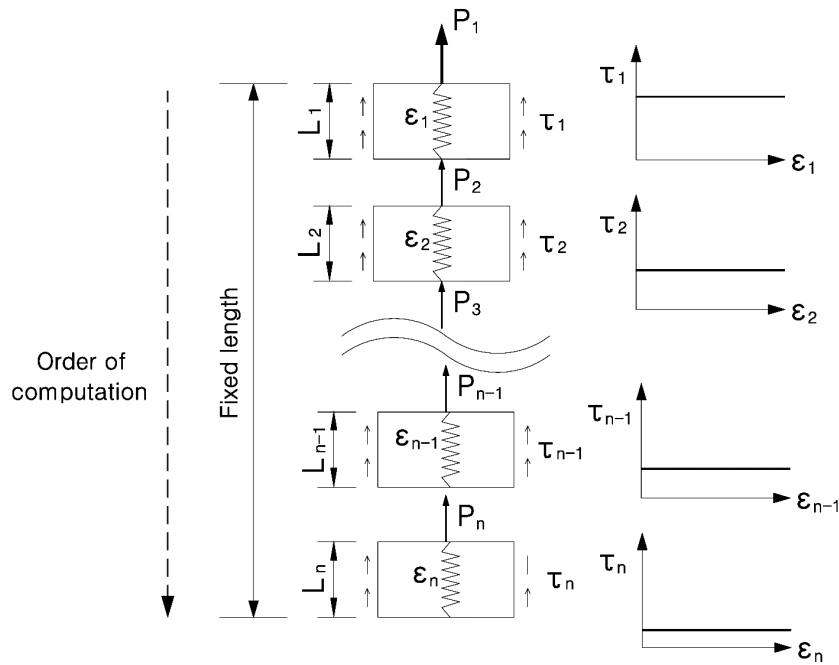 P1
L1
ε1
τ1
τ1
ε1
P2
L2
ε2
τ2
τ2
ε2
P3
Order of
computation
Fixed length
Pn−1
Ln−1
εn−1
τn−1
τn−1
εn−1
Pn
Ln
εn
τn
τn
εn